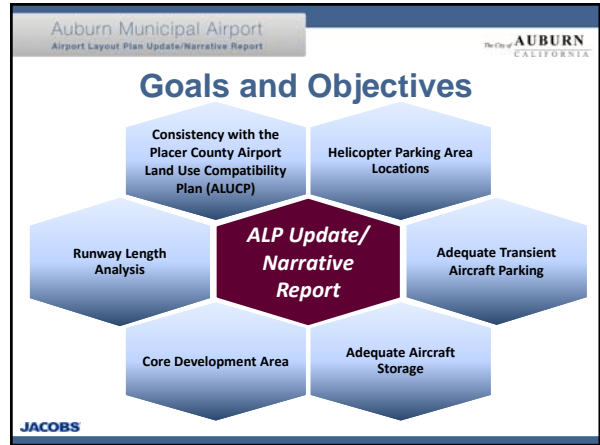 Auburn Municipal Airport
Airport Layout Plan Update/Narrative Report
The City of AUBURN
CALIFORNIA
Goals and Objectives
Consistency with the
Placer County Airport
Land Use Compatibility
Plan (ALUCP)
Helicopter Parking Area
Locations
Runway Length
Analysis
ALP Update/
Narrative
Report
Adequate Transient
Aircraft Parking
Core Development Area
Adequate Aircraft
Storage
JACOBS